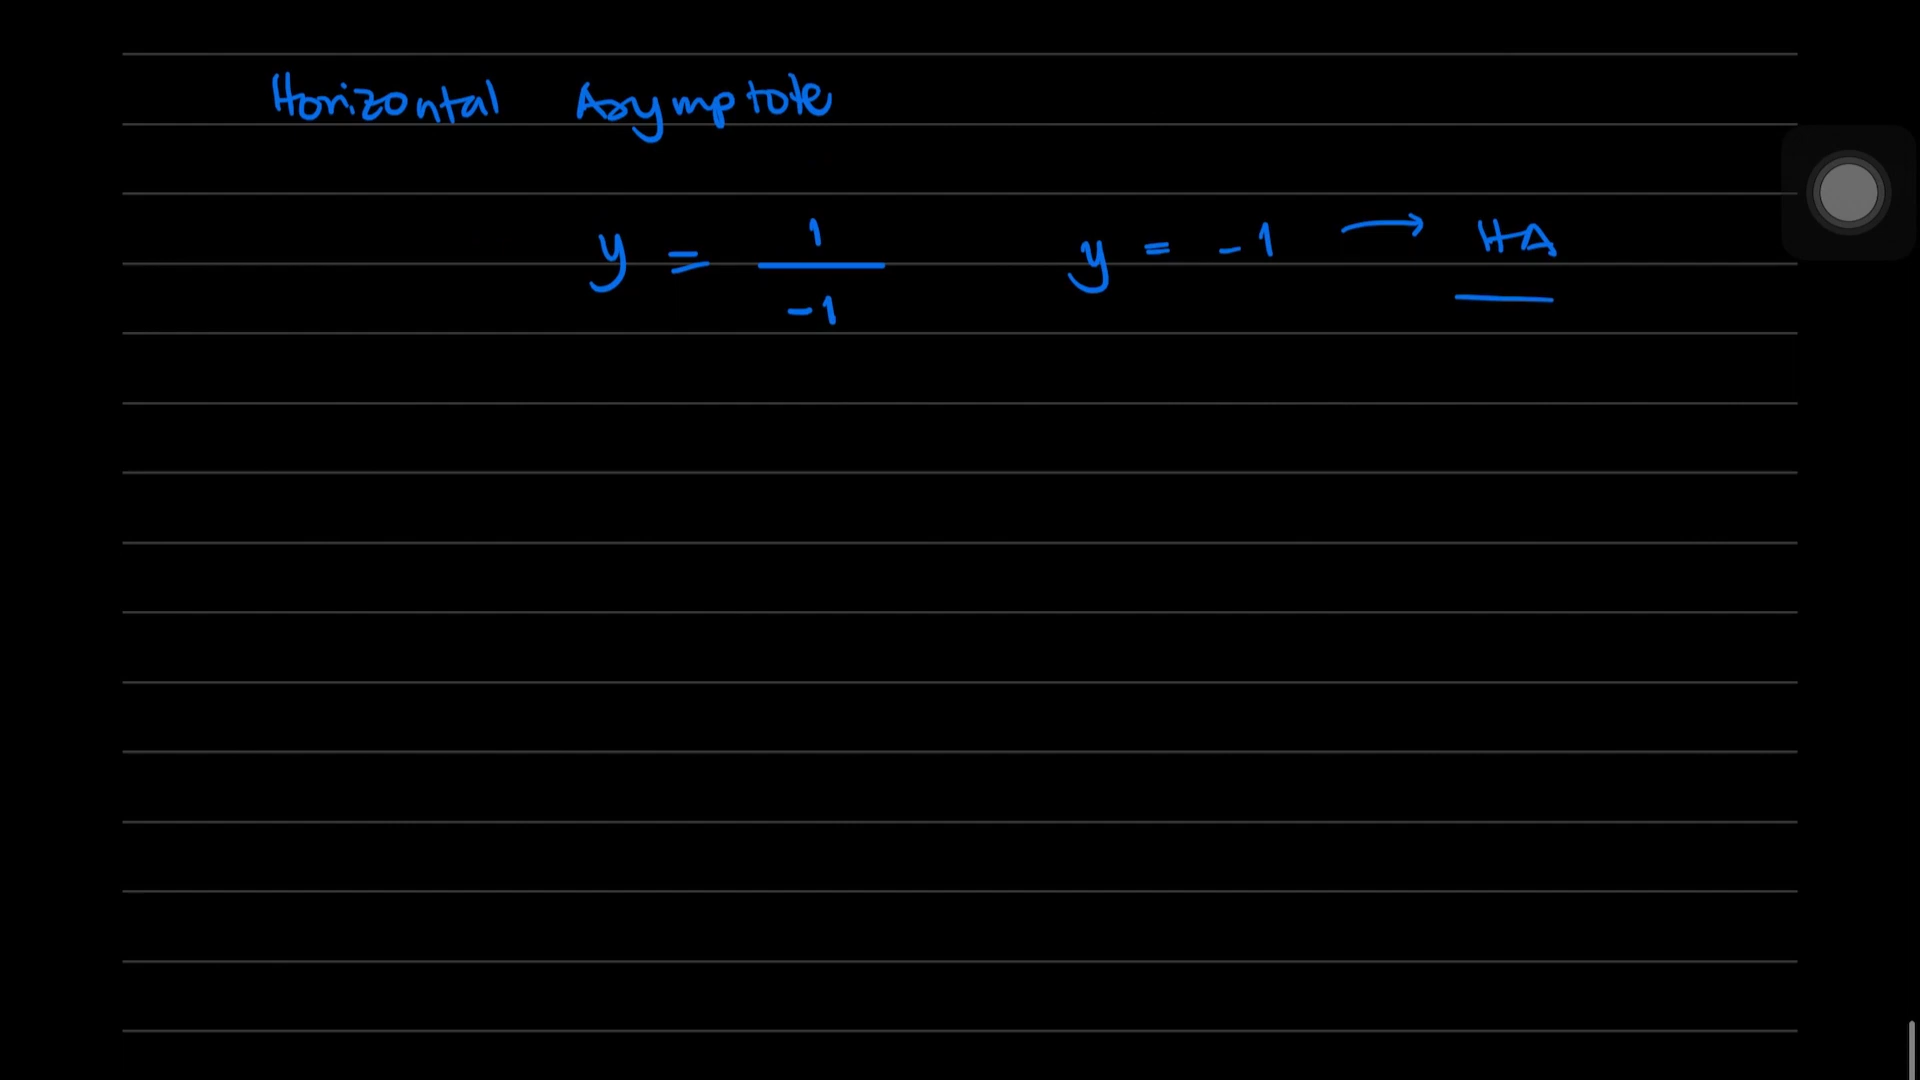 Horizontal Asymptote
y = 1/-1 y = -1 → HA